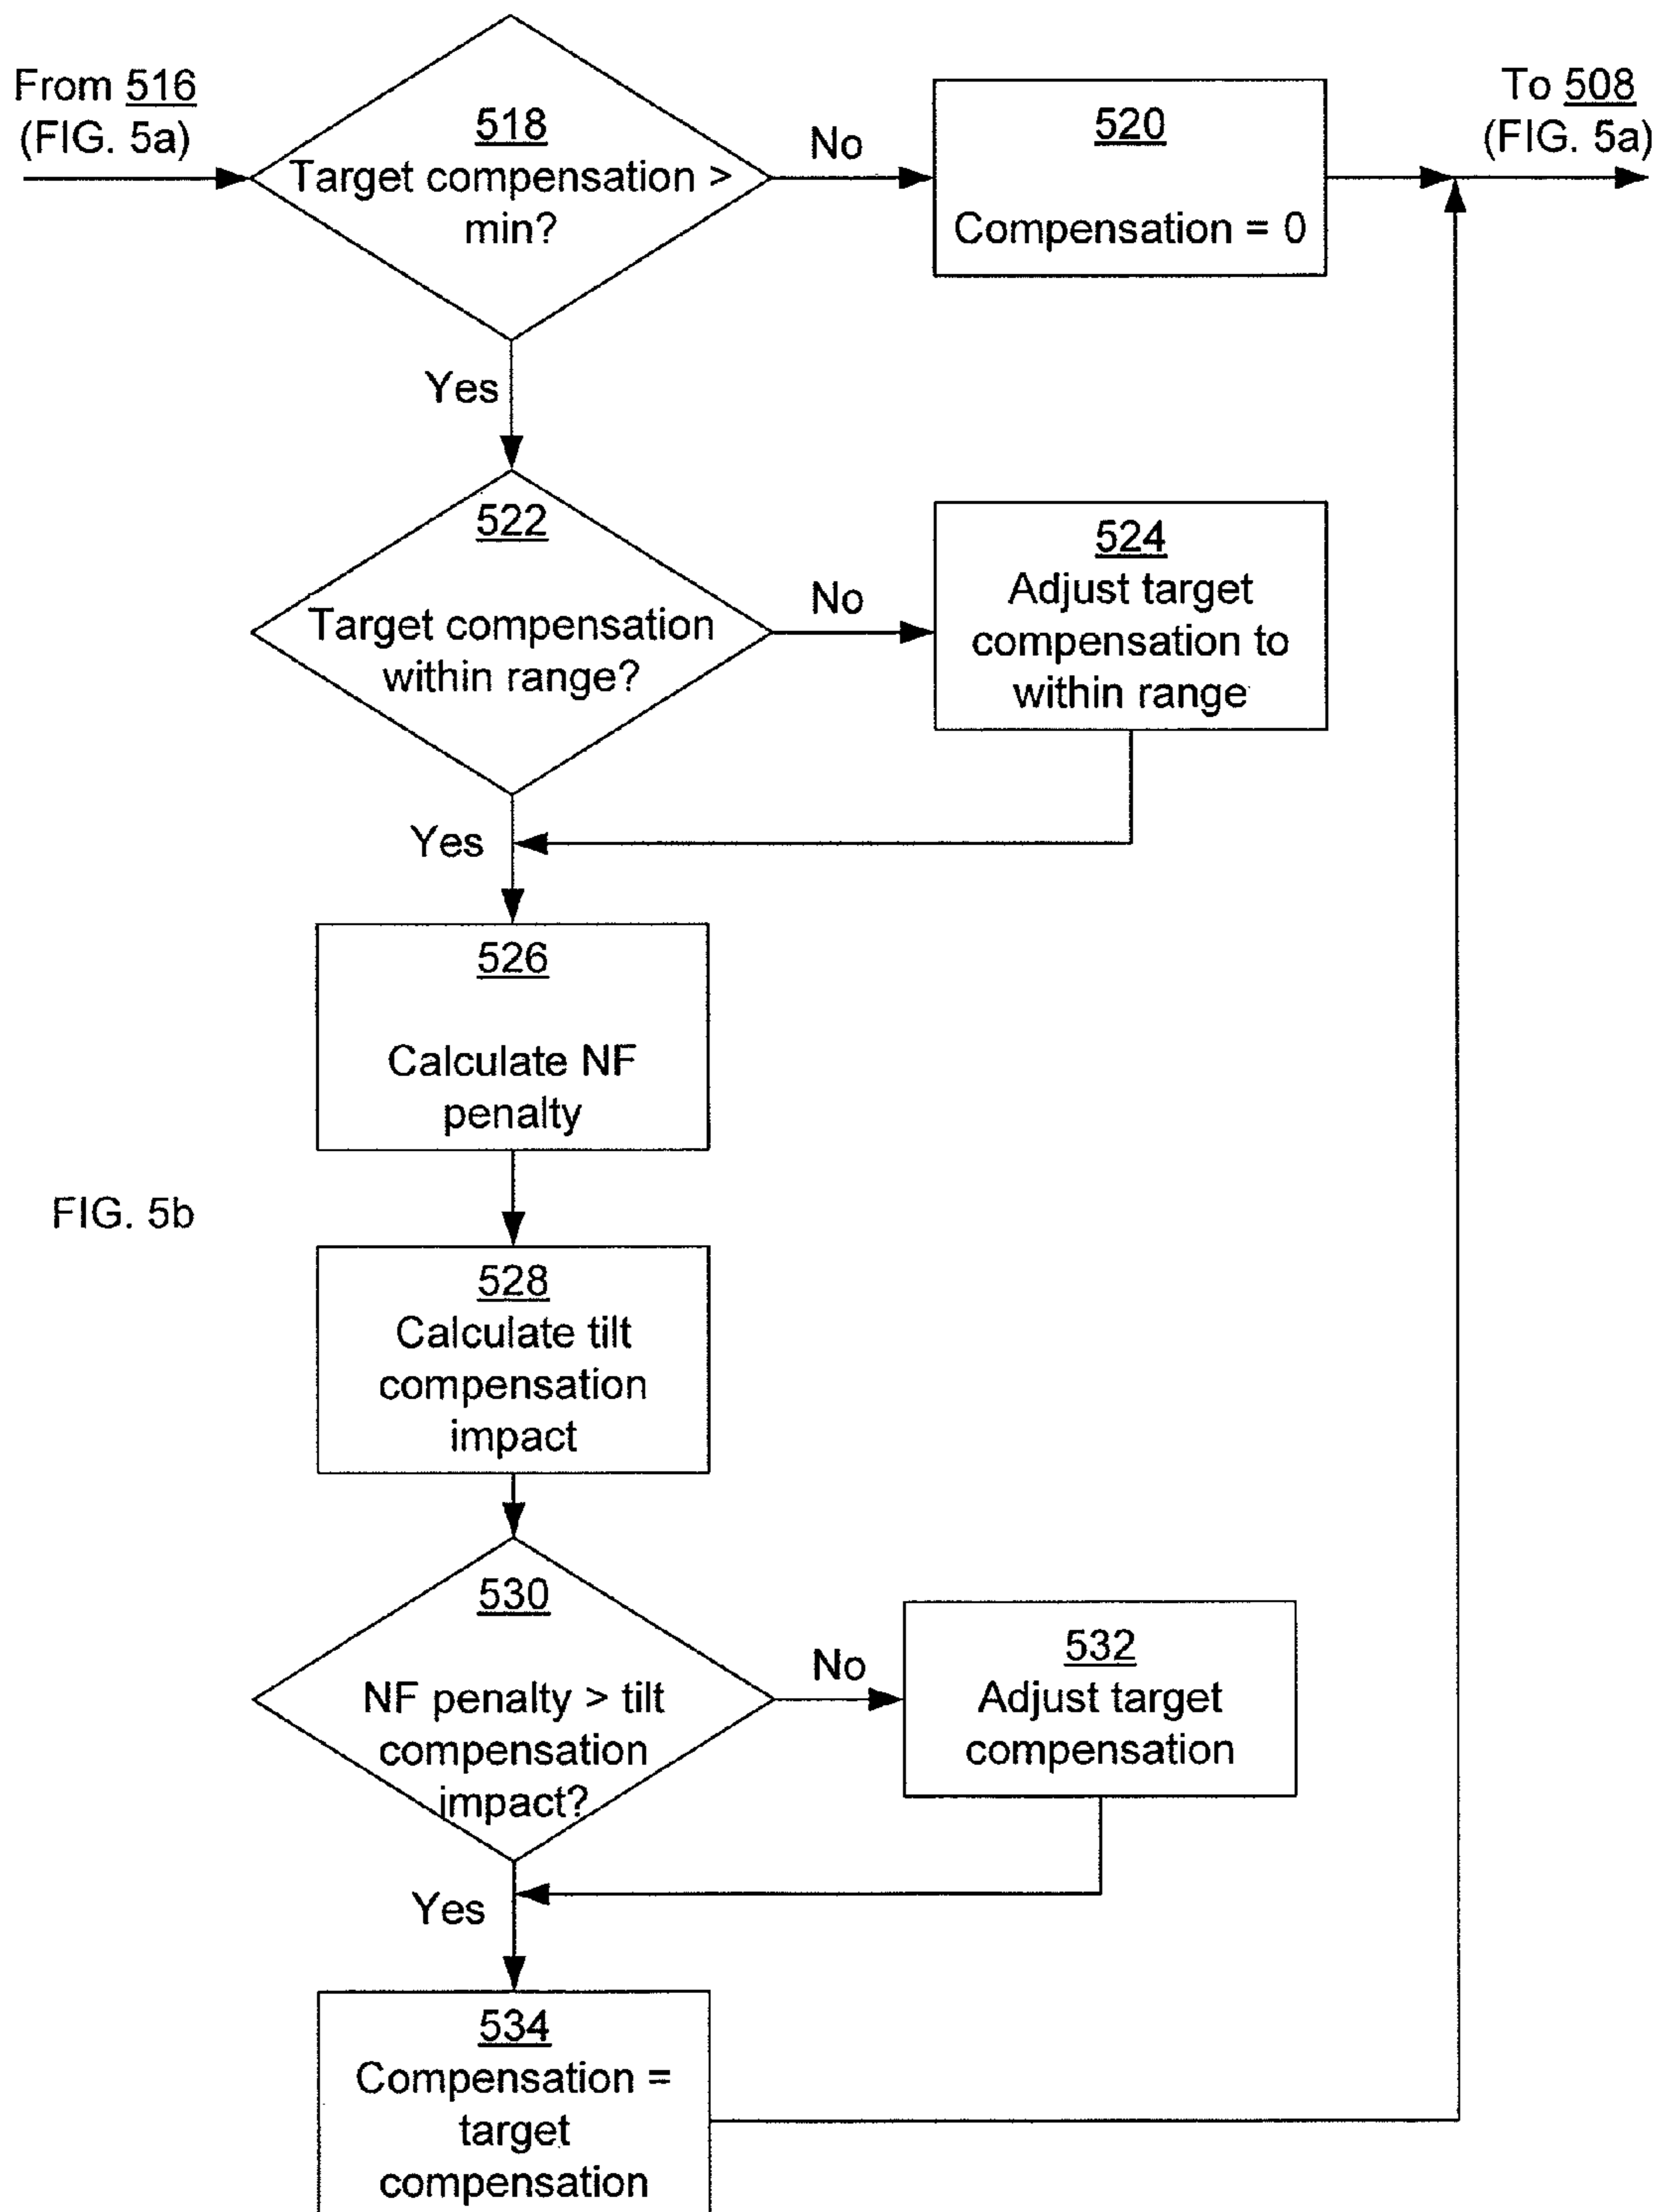 From 516
(FIG. 5a)
518
Target compensation >
min?
No
520
Compensation = 0
To 508
(FIG. 5a)
Yes
522
Target compensation
within range?
No
524
Adjust target
compensation to
within range
Yes
526
Calculate NF
penalty
FIG. 5b
528
Calculate tilt
compensation
impact
530
NF penalty > tilt
compensation
impact?
No
532
Adjust target
compensation
Yes
534
Compensation =
target
compensation